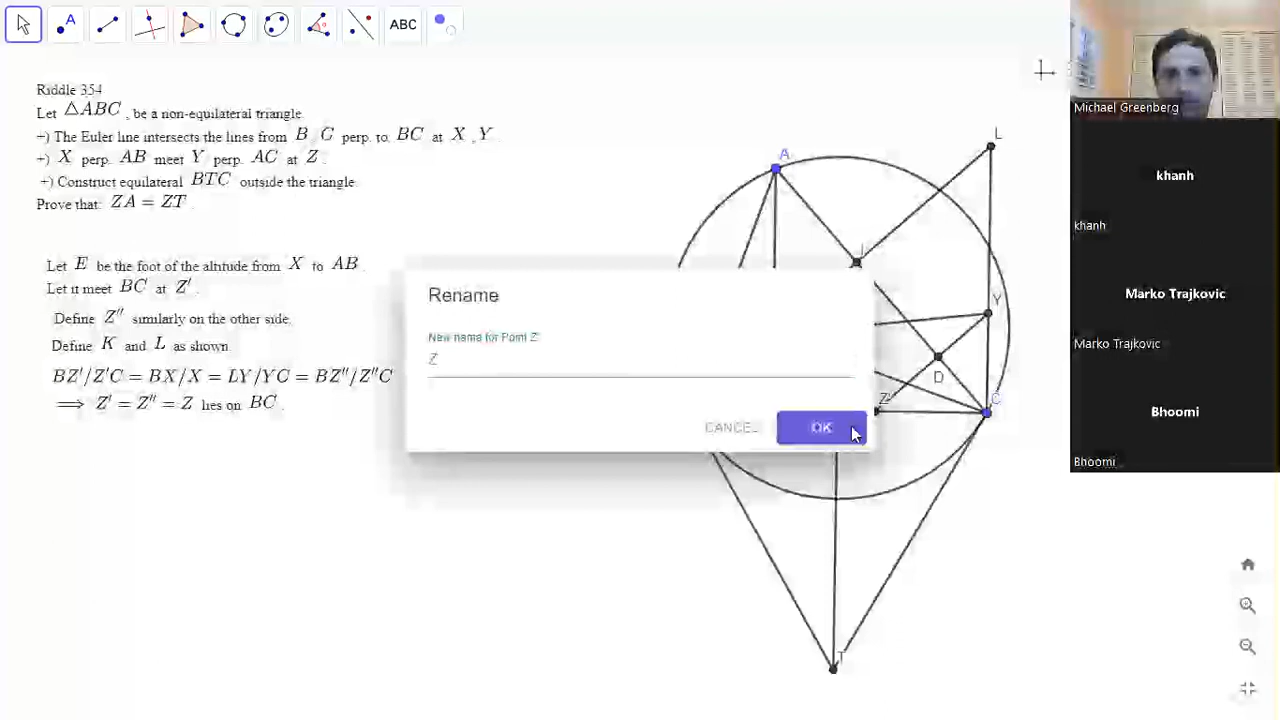 ABC
Riddle 354
Let △ABC , be a non-equilateral triangle
+) The Euler line intersects the lines from B , C perp. to BC at X , Y .
+) X perp. AB meet Y perp. AC at Z .
+) Construct equilateral BTC outside the triangle
Prove that: ZA = ZT .
Let E be the foot of the altitude from X to AB .
Let it meet BC at Z' .
Define Z'' similarly on the other side.
Define K and L as shown.
BZ'/Z'C = BX/X = LY/YC = BZ''/Z''C
⟹ Z' = Z'' = Z lies on BC .
Rename
New name for Point Z'
Z
CANCEL
OK
A
L
Y
D
Z'
C
T
Michael Greenberg
khanh
khanh
Marko Trajkovic
Marko Trajkovic
Bhoomi
Bhoomi